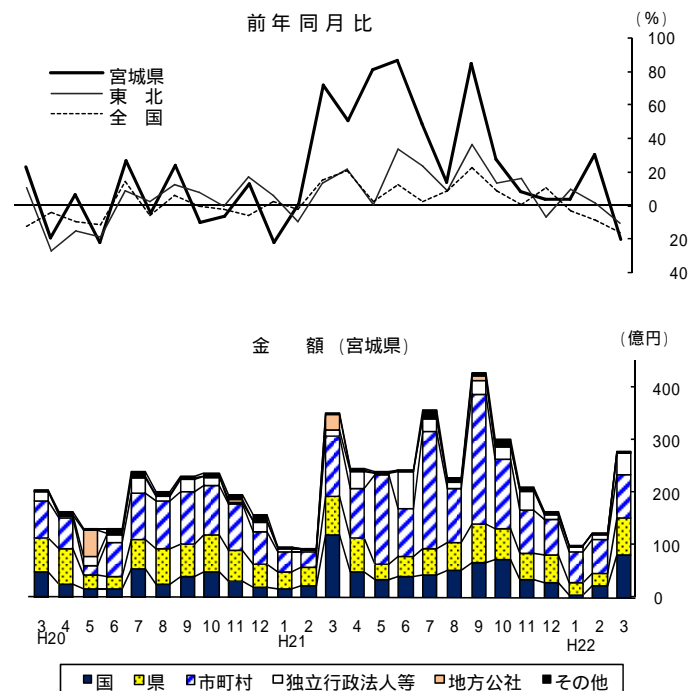 前年同月比
(%)
宮城県
東 北
全 国
100
80
60
40
20
0
20
40
金 額 (宮城県)
(億円)
400
300
200
100
0
3 4 5 6 7 8 9 10 11 12 1 2 3 4 5 6 7 8 9 10 11 12 1 2 3
H20 H21 H22
国 県 市町村 独立行政法人等 地方公社 その他